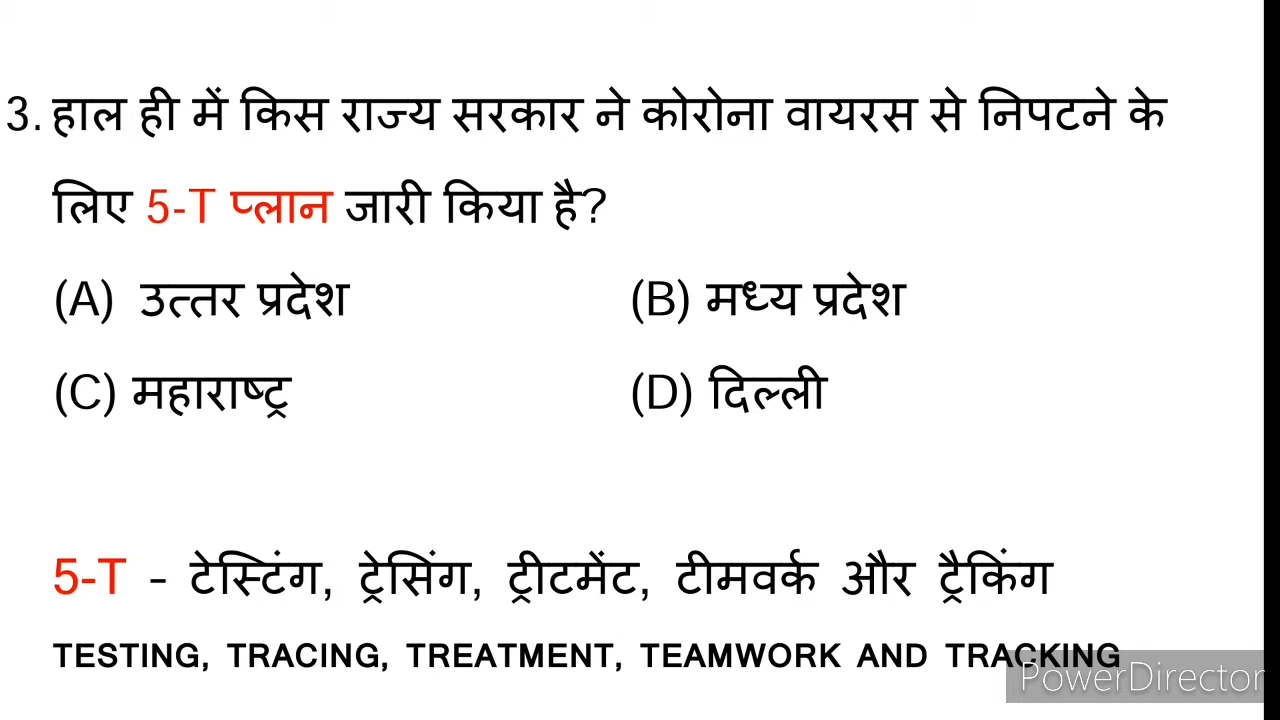 3. हाल ही में किस राज्य सरकार ने कोरोना वायरस से निपटने के
लिए 5-T प्लान जारी किया है?
(A) उत्तर प्रदेश (B) मध्य प्रदेश
(C) महाराष्ट्र (D) दिल्ली
5-T - टेस्टिंग, ट्रेसिंग, ट्रीटमेंट, टीमवर्क और ट्रैकिंग
TESTING, TRACING, TREATMENT, TEAMWORK AND TRACKING
PowerDirector